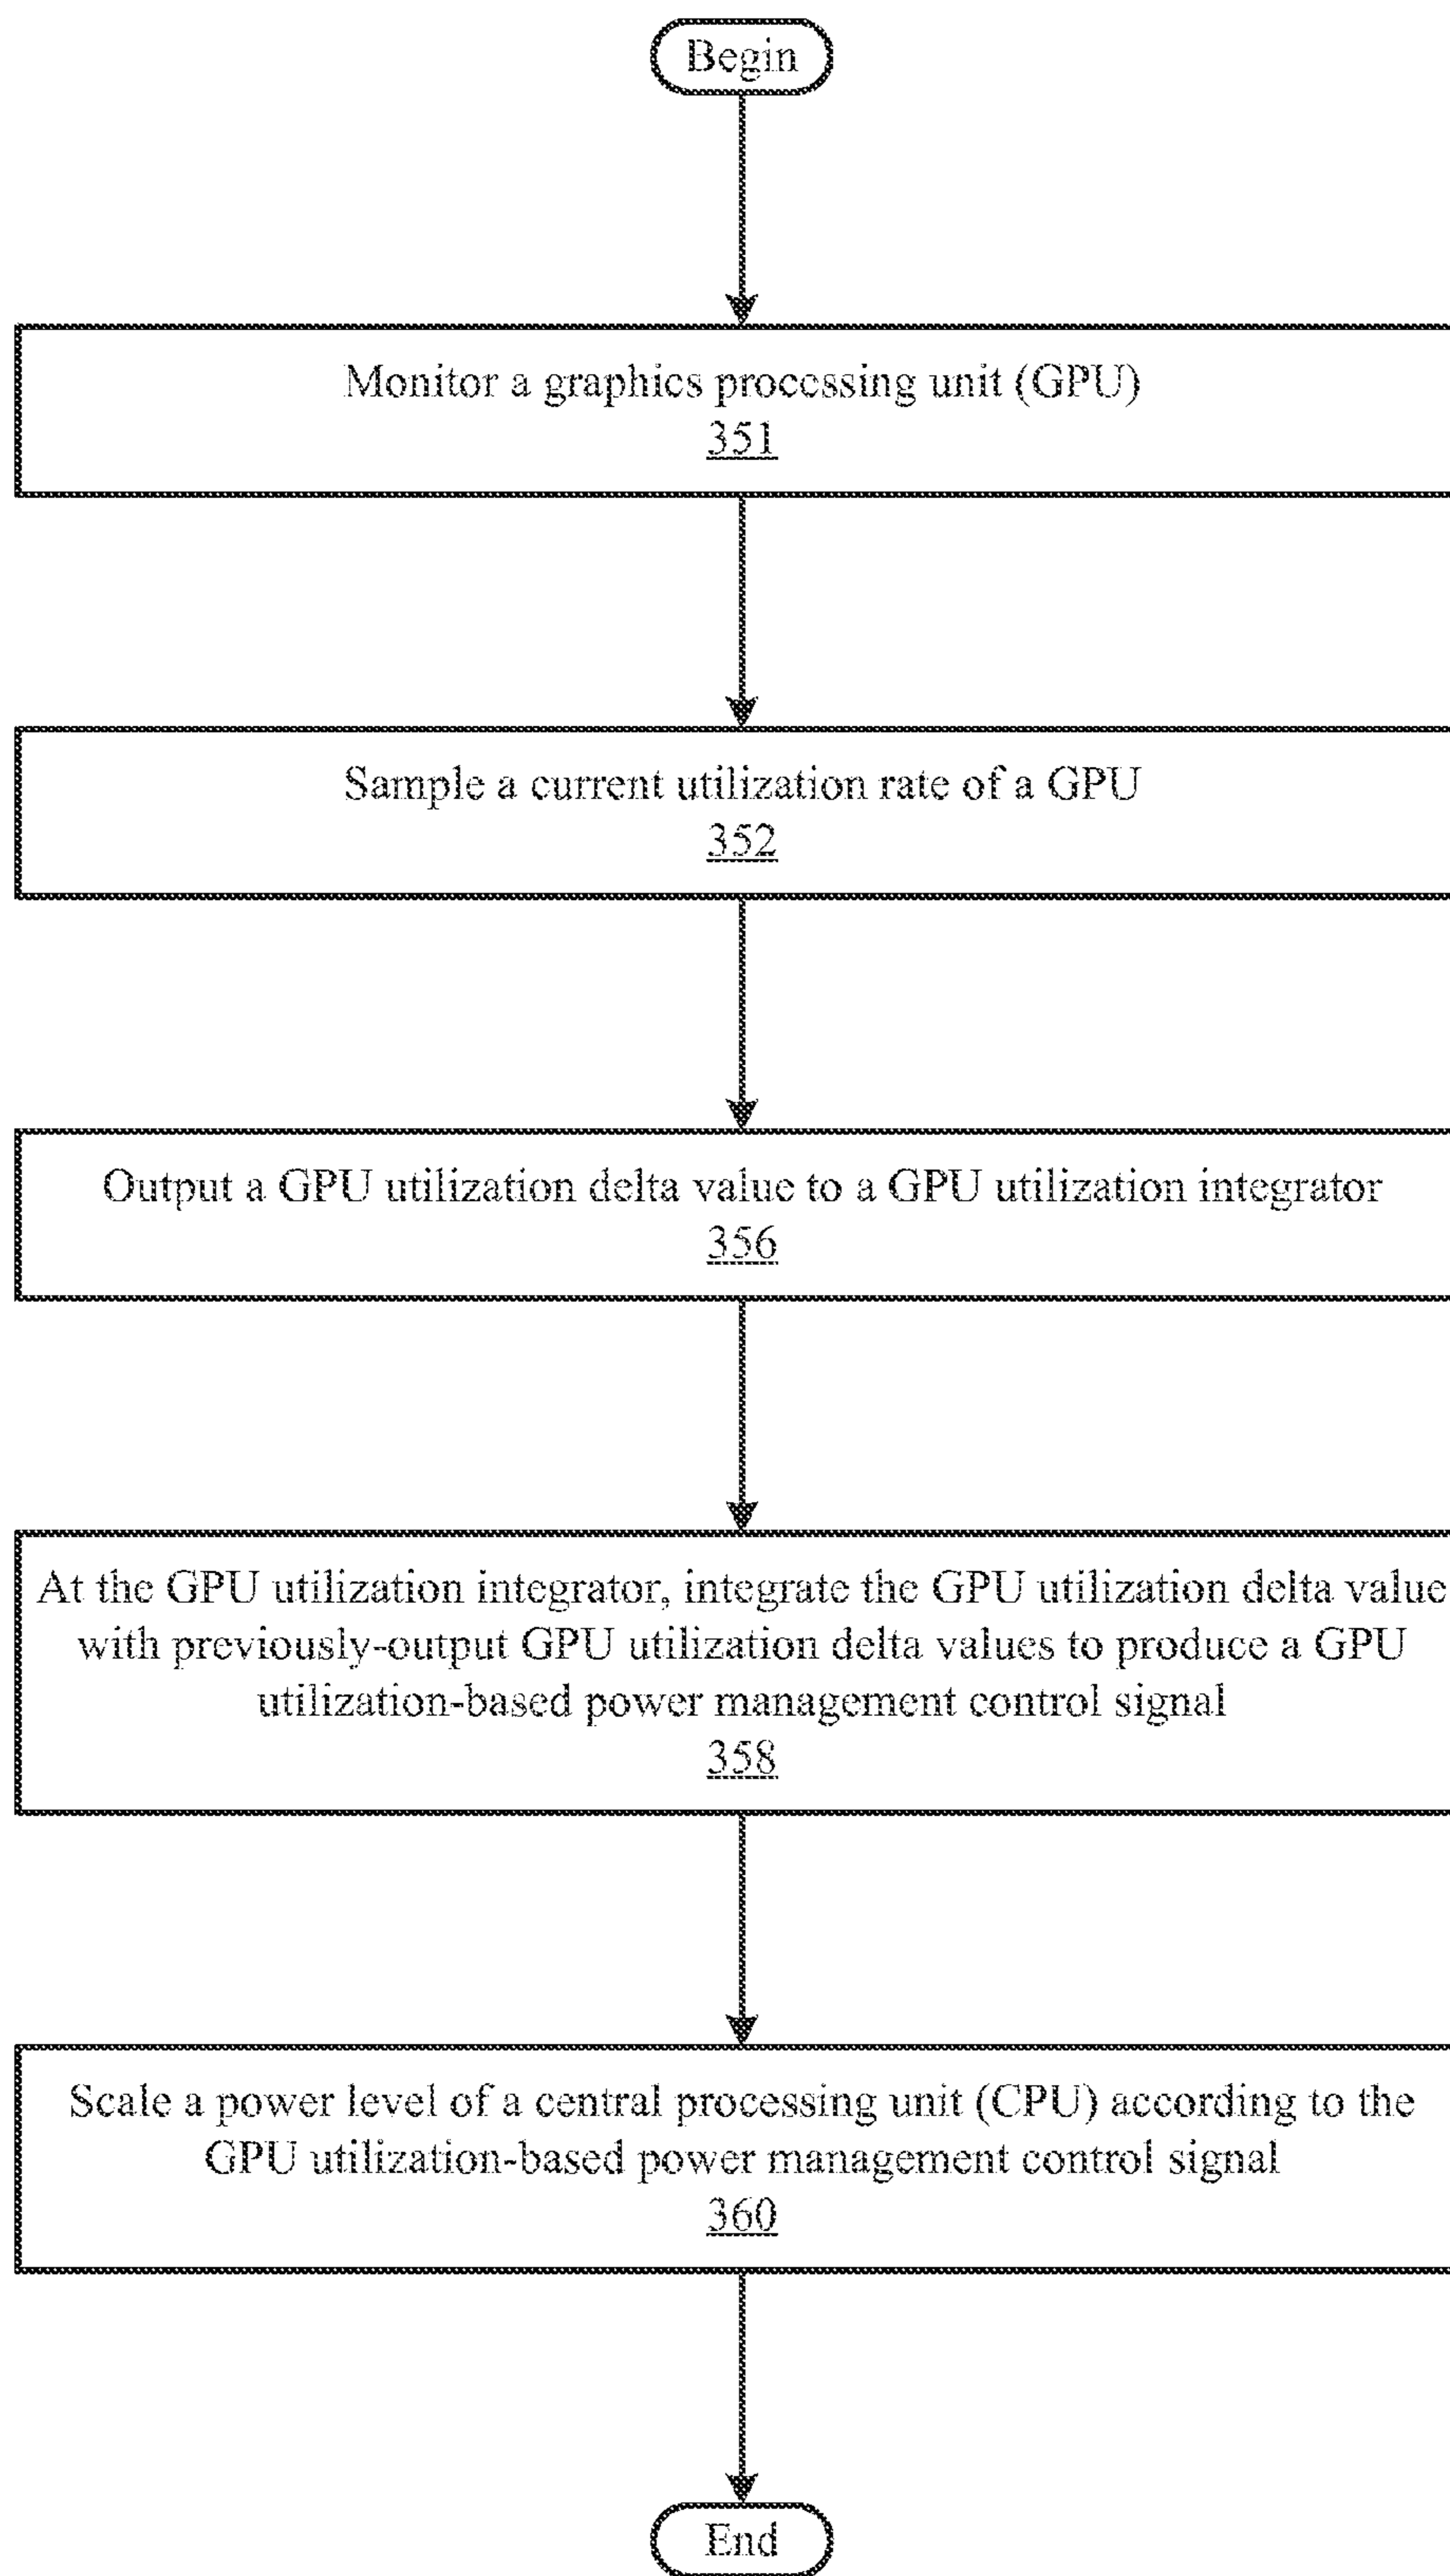 Begin
Monitor a graphics processing unit (GPU)
351
Sample a current utilization rate of a GPU
352
Output a GPU utilization delta value to a GPU utilization integrator
356
At the GPU utilization integrator, integrate the GPU utilization delta value
with previously-output GPU utilization delta values to produce a GPU
utilization-based power management control signal
358
Scale a power level of a central processing unit (CPU) according to the
GPU utilization-based power management control signal
360
End